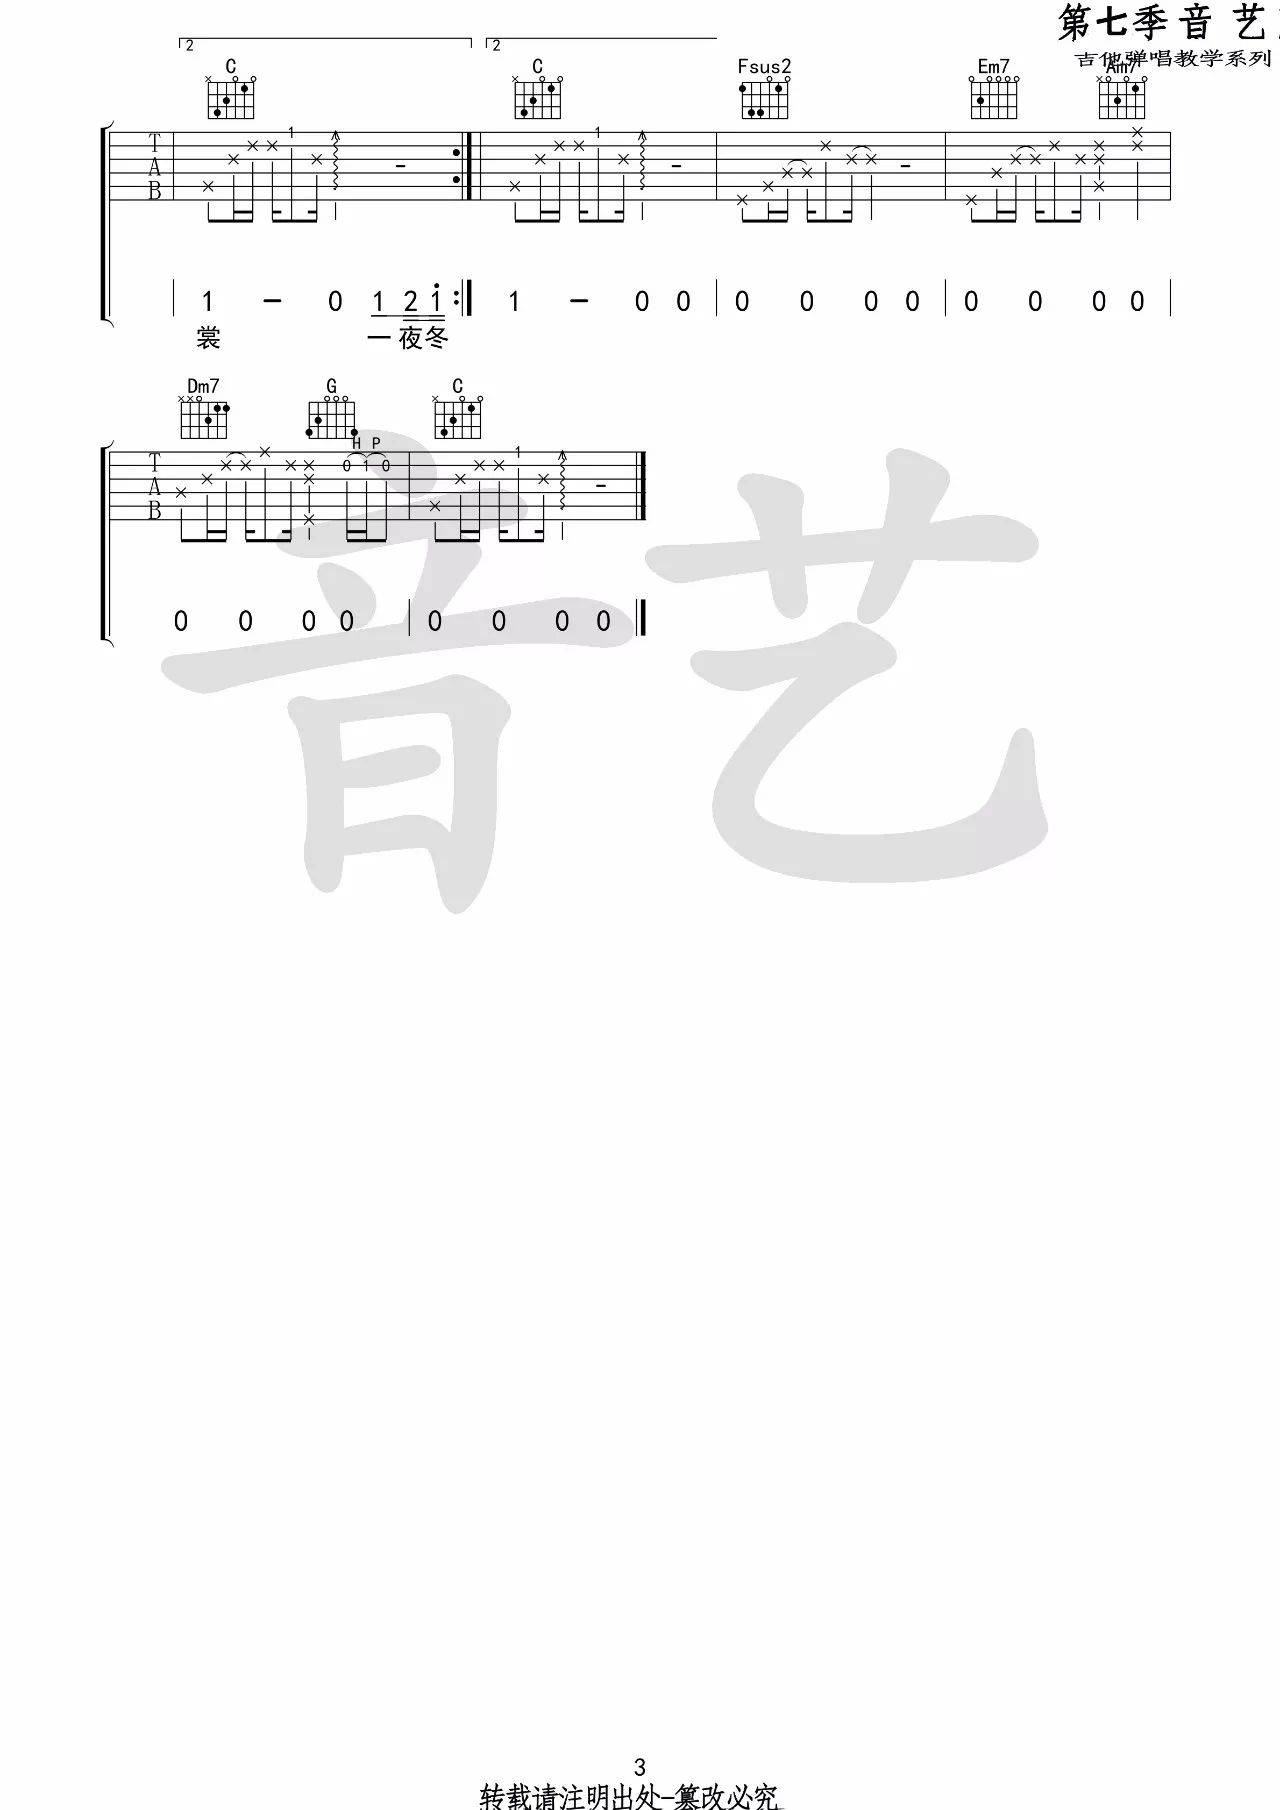 第七季音艺
吉他弹唱教学系列
2 2
C C Fsus2 Em7 Am7
T 1 1
A - - -
B
1 - 0 1 2 1 1 - 0 0 0 0 0 0 0 0 0 0
裳 一夜冬
Dm7 G C
H P
T 0 1 0 1
A -
B
0 0 0 0 0 0 0 0
音艺
3
转载请注明出处-篡改必究